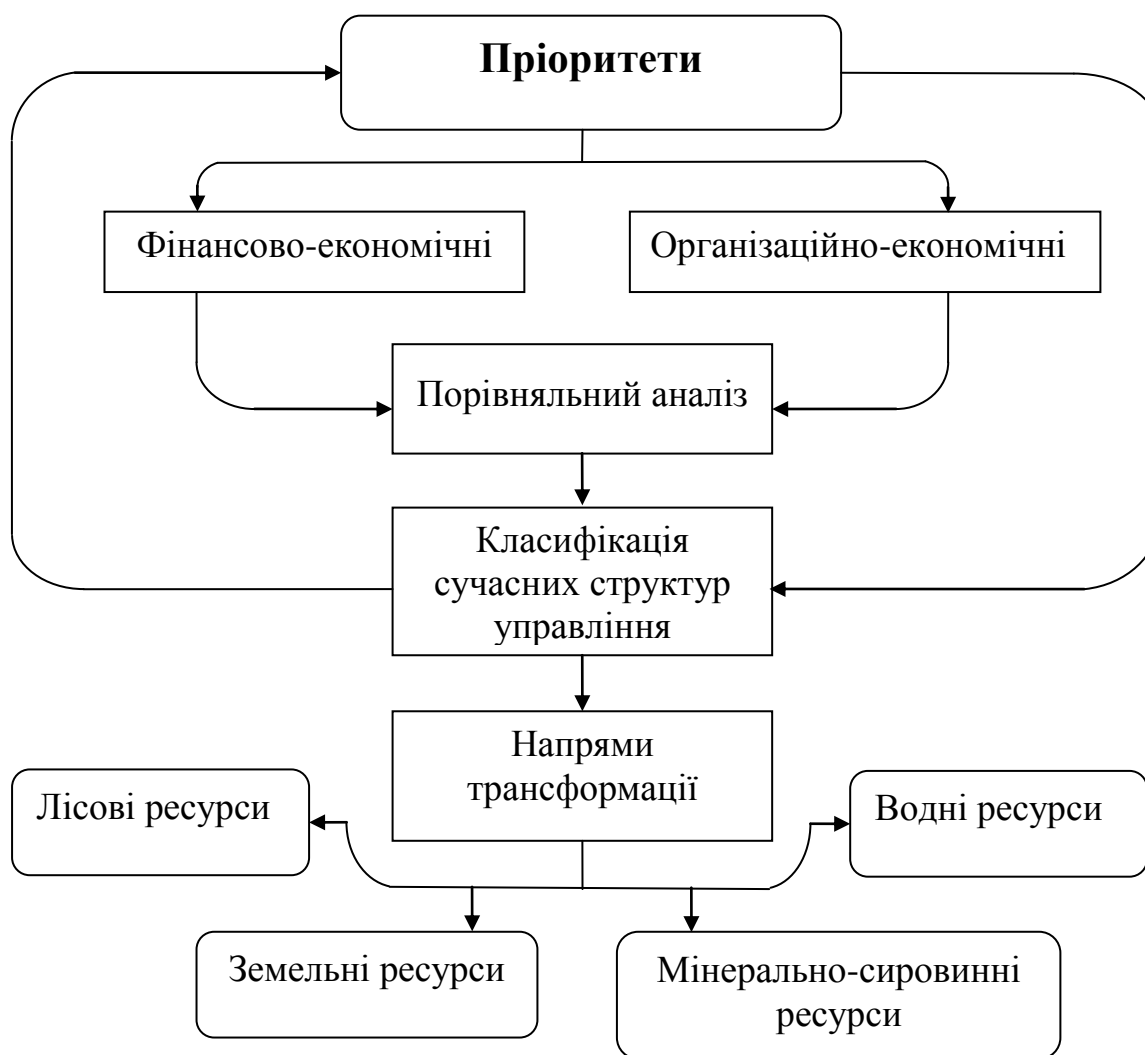 Пріоритети
Фінансово-економічні
Організаційно-економічні
Порівняльний аналіз
Класифікація
сучасних структур
управління
Напрями
трансформації
Лісові ресурси
Водні ресурси
Земельні ресурси
Мінерально-сировинні
ресурси